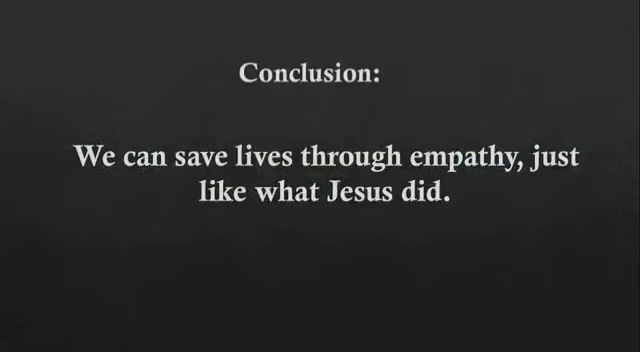 Conclusion:
We can save lives through empathy, just
like what Jesus did.